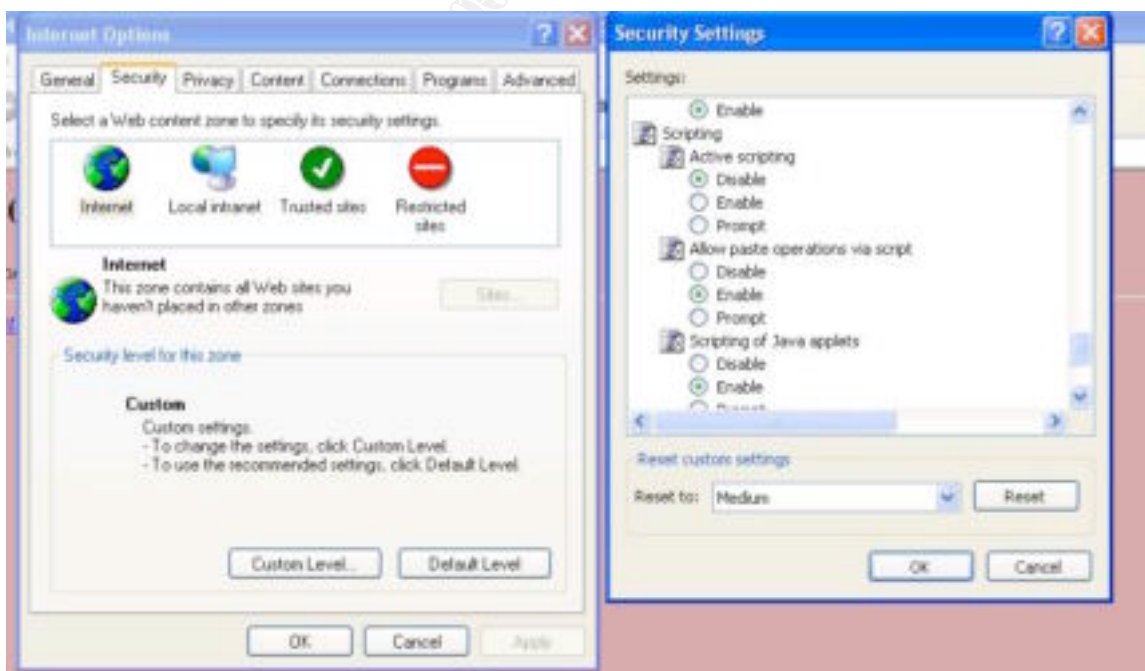 Internet Options
General Security Privacy Content Connections Programs Advanced
Select a Web content zone to specify its security settings.
Internet
Local intranet
Trusted sites
Restricted
sites
Internet
This zone contains all Web sites you
haven't placed in other zones
Sites...
Security level for this zone
Custom
Custom settings.
- To change the settings, click Custom Level.
- To use the recommended settings, click Default Level.
Custom Level...
Default Level
OK
Cancel
Apply
Security Settings
Settings:
Enable
Scripting
Active scripting
Disable
Enable
Prompt
Allow paste operations via script
Disable
Enable
Prompt
Scripting of Java applets
Disable
Enable
Prompt
Reset custom settings
Reset to:
Medium
Reset
OK
Cancel